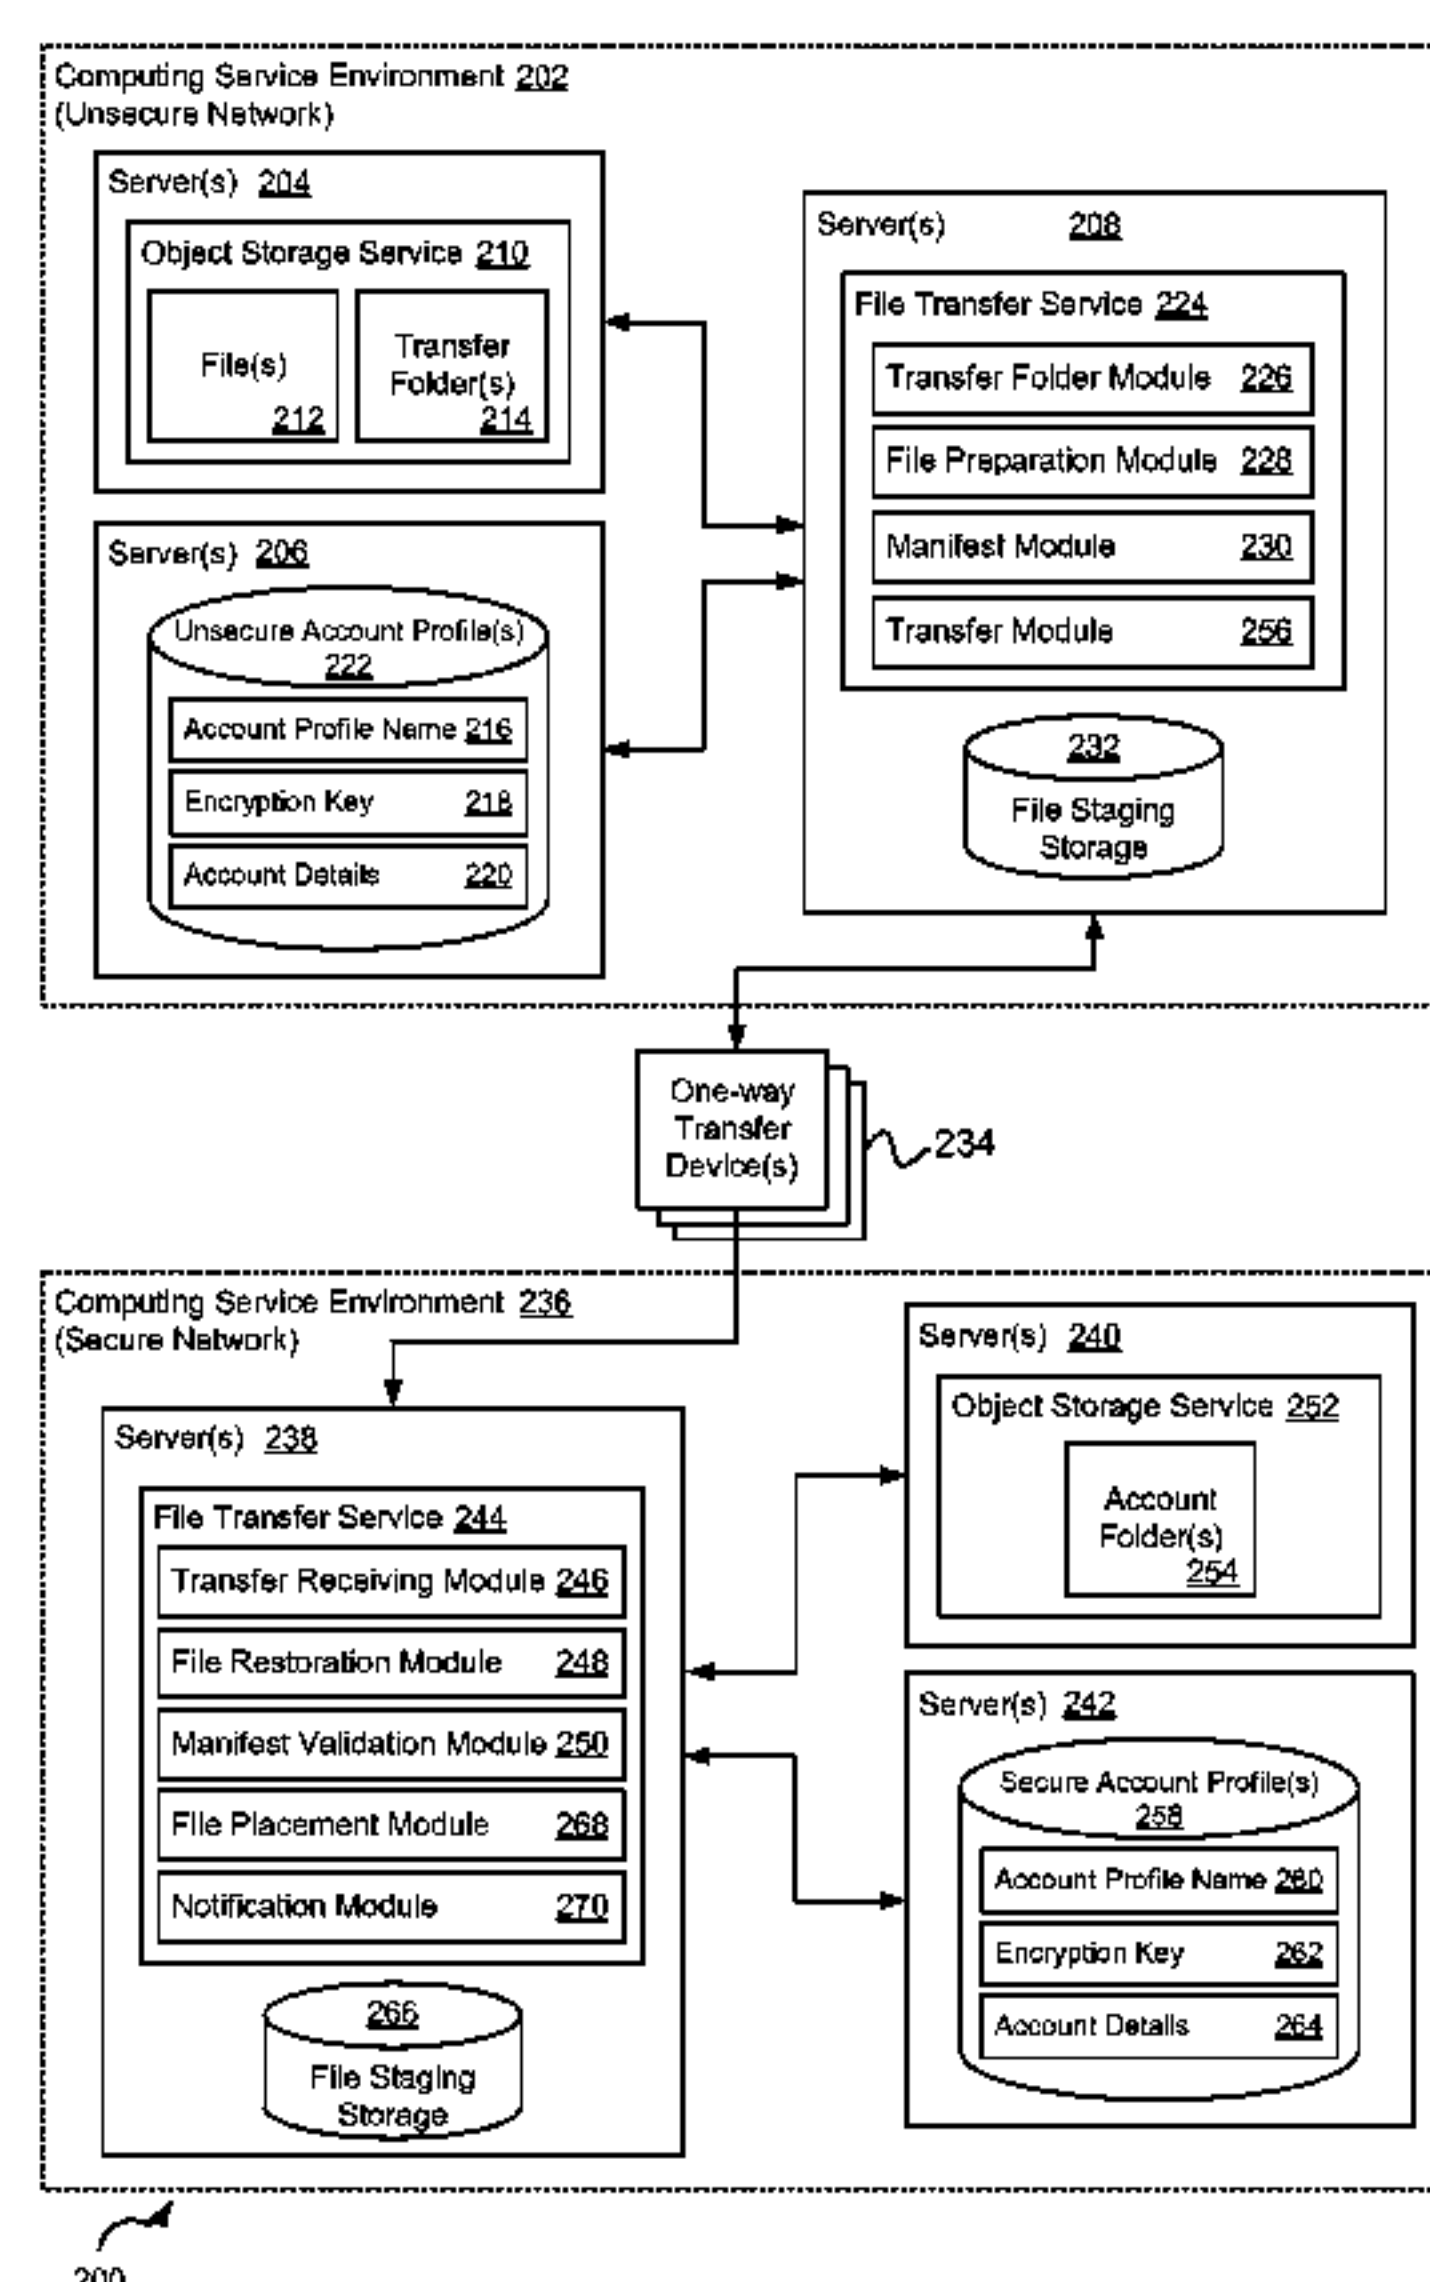 Computing Service Environment 202
(Unsecure Network)
Server(s) 204
Object Storage Service 210
File(s)
212
Transfer
Folder(s)
214
Server(s) 206
Unsecure Account Profile(s)
222
Account Profile Name 216
Encryption Key 218
Account Details 220
Server(s) 208
File Transfer Service 224
Transfer Folder Module 226
File Preparation Module 228
Manifest Module 230
Transfer Module 256
232
File Staging
Storage
One-way
Transfer
Device(s)
234
Computing Service Environment 236
(Secure Network)
Server(s) 238
File Transfer Service 244
Transfer Receiving Module 246
File Restoration Module 248
Manifest Validation Module 250
File Placement Module 268
Notification Module 270
266
File Staging
Storage
Server(s) 240
Object Storage Service 252
Account
Folder(s)
254
Server(s) 242
Secure Account Profile(s)
258
Account Profile Name 260
Encryption Key 262
Account Details 264
200